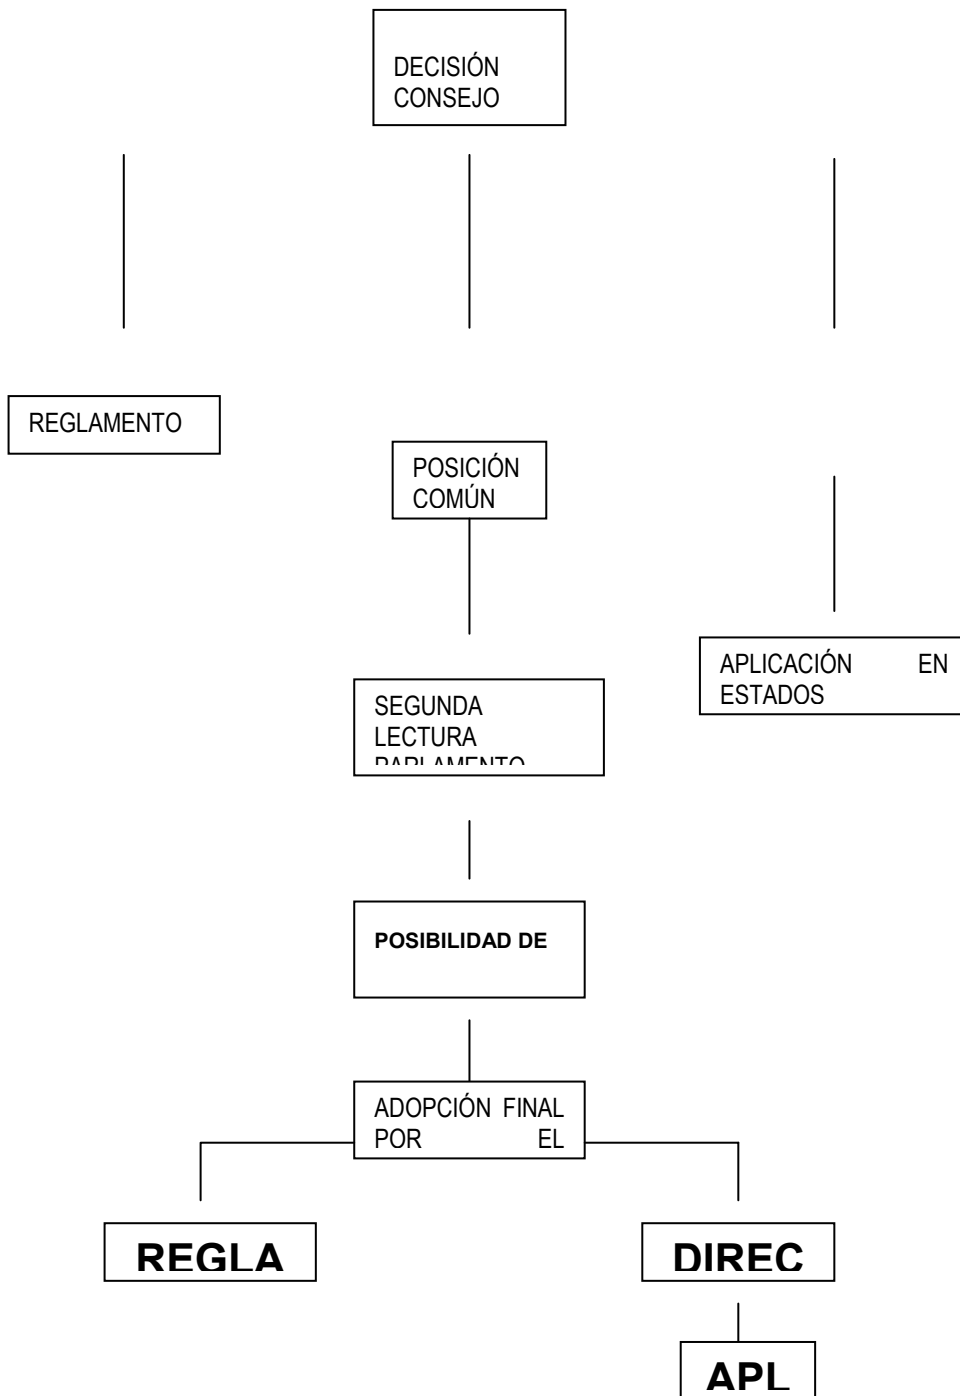 DECISIÓN
CONSEJO
REGLAMENTO
POSICIÓN
COMÚN
APLICACIÓN EN
ESTADOS
SEGUNDA
LECTURA
PARLAMENTO
POSIBILIDAD DE
ADOPCIÓN FINAL
POR EL
REGLA
DIREC
APL